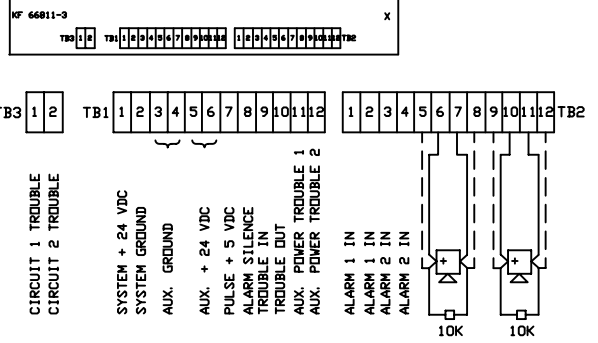 KF 66811-3
X
TB3 1 2 TB1 1 2 3 4 5 6 7 8 9 10 11 12 1 2 3 4 5 6 7 8 9 10 11 12 TB2
TB3 1 2 TB1 1 2 3 4 5 6 7 8 9 10 11 12 1 2 3 4 5 6 7 8 9 10 11 12 TB2
CIRCUIT 1 TROUBLE
CIRCUIT 2 TROUBLE
SYSTEM + 24 VDC
SYSTEM GROUND
AUX. GROUND
AUX. + 24 VDC
PULSE + 5 VDC
ALARM SILENCE
TROUBLE IN
TROUBLE OUT
AUX. POWER TROUBLE 1
AUX. POWER TROUBLE 2
ALARM 1 IN
ALARM 1 IN
ALARM 2 IN
ALARM 2 IN
+
+
10K
10K